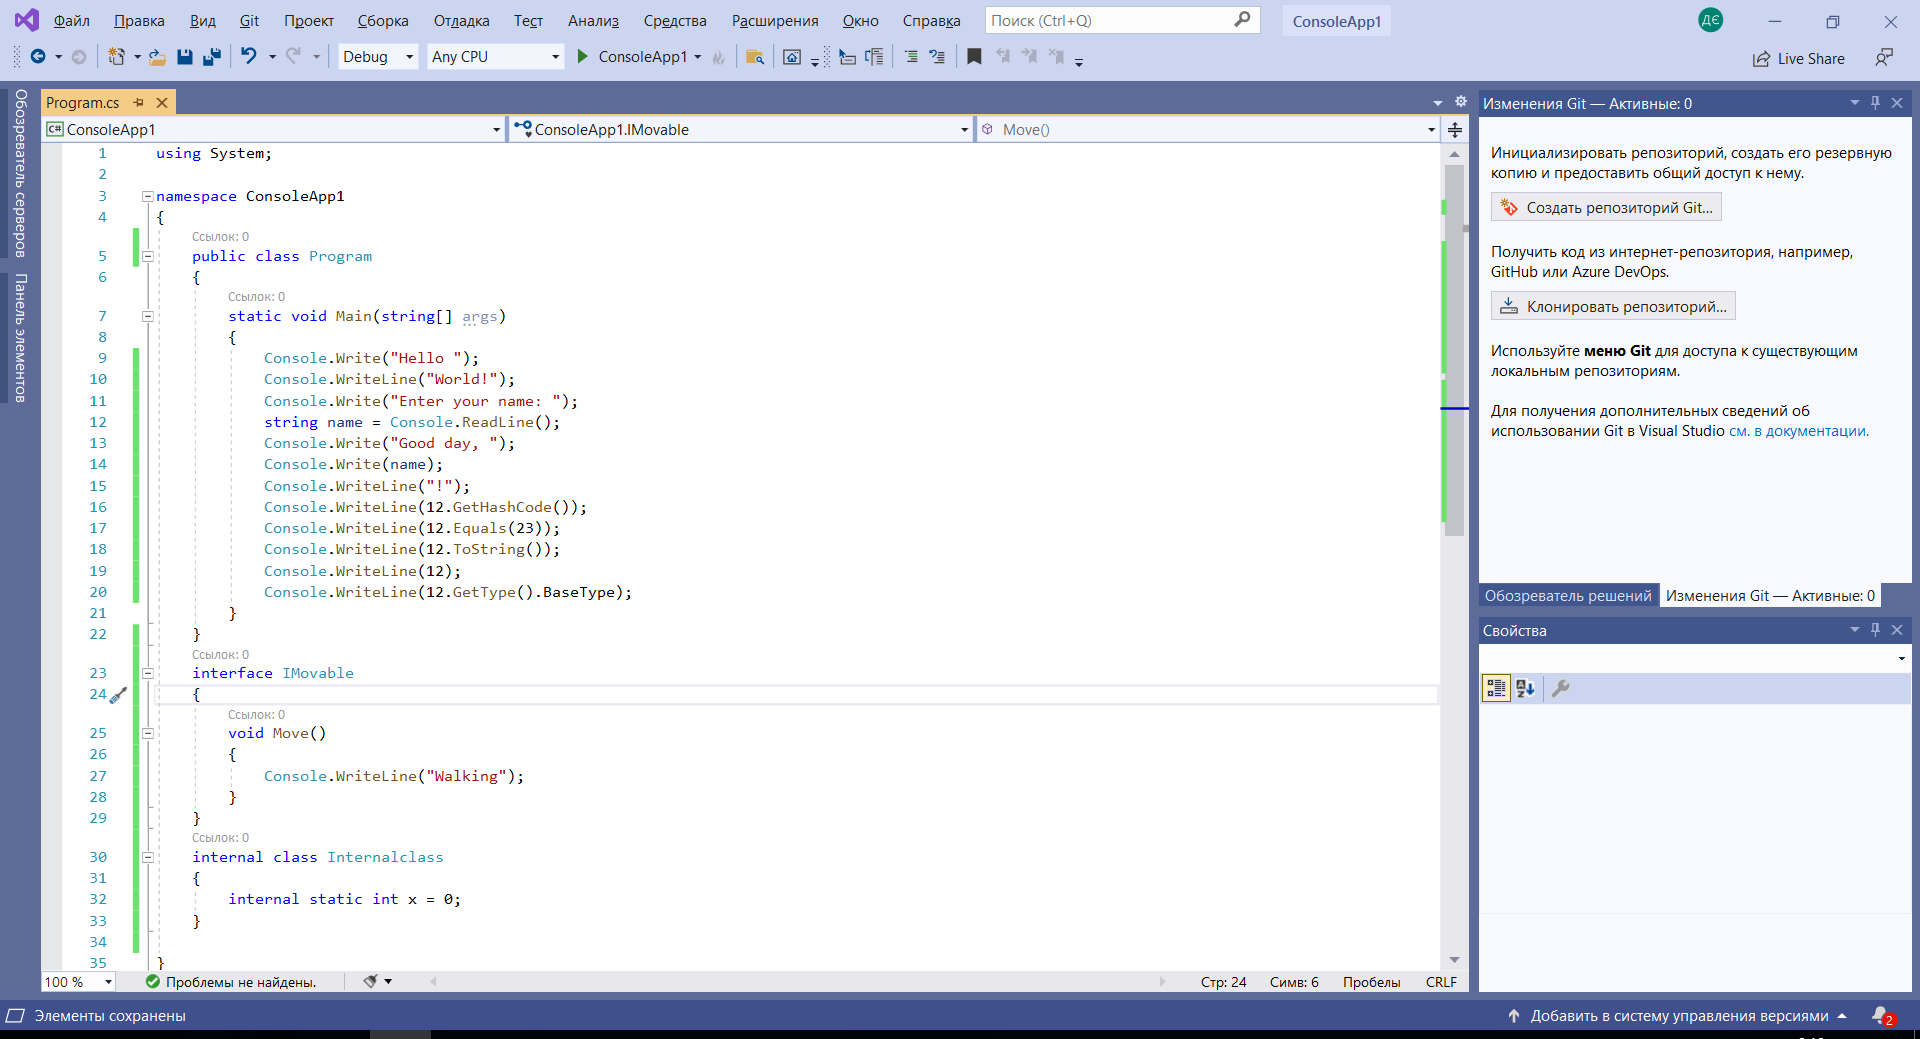 Файл Правка Вид Git Проект Сборка Отладка Тест Анализ Средства Расширения Окно Справка Поиск (Ctrl+Q) ConsoleApp1 ДЄ
Debug Any CPU ConsoleApp1 Live Share
Обозреватель серверов
Панель элементов
Program.cs
ConsoleApp1 ConsoleApp1.IMovable Move()
1 using System;
2
3 namespace ConsoleApp1
4 {
Ссылок: 0
5 public class Program
6 {
Ссылок: 0
7 static void Main(string[] args)
8 {
9 Console.Write("Hello ");
10 Console.WriteLine("World!");
11 Console.Write("Enter your name: ");
12 string name = Console.ReadLine();
13 Console.Write("Good day, ");
14 Console.Write(name);
15 Console.WriteLine("!");
16 Console.WriteLine(12.GetHashCode());
17 Console.WriteLine(12.Equals(23));
18 Console.WriteLine(12.ToString());
19 Console.WriteLine(12);
20 Console.WriteLine(12.GetType().BaseType);
21 }
22 }
Ссылок: 0
23 interface IMovable
24 {
Ссылок: 0
25 void Move()
26 {
27 Console.WriteLine("Walking");
28 }
29 }
Ссылок: 0
30 internal class Internalclass
31 {
32 internal static int x = 0;
33 }
34
35 }
100 % Проблемы не найдены. Стр: 24 Симв: 6 Пробелы CRLF
Изменения Git — Активные: 0
Инициализировать репозиторий, создать его резервную
копию и предоставить общий доступ к нему.
Создать репозиторий Git...
Получить код из интернет-репозитория, например,
GitHub или Azure DevOps.
Клонировать репозиторий...
Используйте меню Git для доступа к существующим
локальным репозиториям.
Для получения дополнительных сведений об
использовании Git в Visual Studio см. в документации.
Обозреватель решений Изменения Git — Активные: 0
Свойства
Элементы сохранены Добавить в систему управления версиями 2